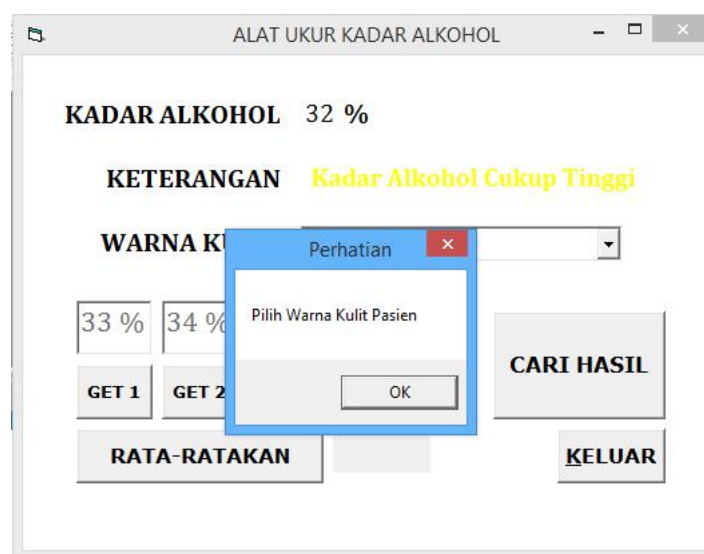 ALAT UKUR KADAR ALKOHOL
KADAR ALKOHOL 32 %
KETERANGAN Kadar Alkohol Cukup Tinggi
WARNA
Perhatian
33 % 34 %
Pilih Warna Kulit Pasien
CARI HASIL
GET 1 GET 2
OK
RATA-RATAKAN
KELUAR